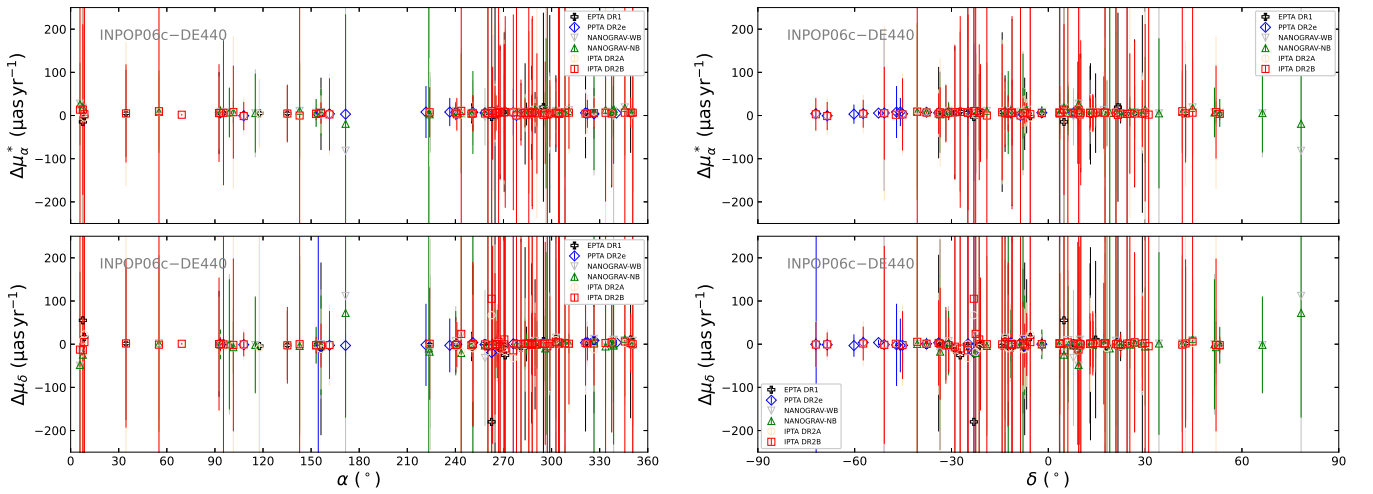 INPOP06c−DE440
EPTA DR1
PPTA DR2e
NANOGRAV-WB
NANOGRAV-NB
IPTA DR2A
IPTA DR2B
Δμα* (μas yr−1)
200
100
0
−100
−200
INPOP06c−DE440
EPTA DR1
PPTA DR2e
NANOGRAV-WB
NANOGRAV-NB
IPTA DR2A
IPTA DR2B
Δμα* (μas yr−1)
200
100
0
−100
−200
INPOP06c−DE440
EPTA DR1
PPTA DR2e
NANOGRAV-WB
NANOGRAV-NB
IPTA DR2A
IPTA DR2B
Δμδ (μas yr−1)
200
100
0
−100
−200
0 30 60 90 120 150 180 210 240 270 300 330 360
α (°)
INPOP06c−DE440
EPTA DR1
PPTA DR2e
NANOGRAV-WB
NANOGRAV-NB
IPTA DR2A
IPTA DR2B
Δμδ (μas yr−1)
200
100
0
−100
−200
−90 −60 −30 0 30 60 90
δ (°)